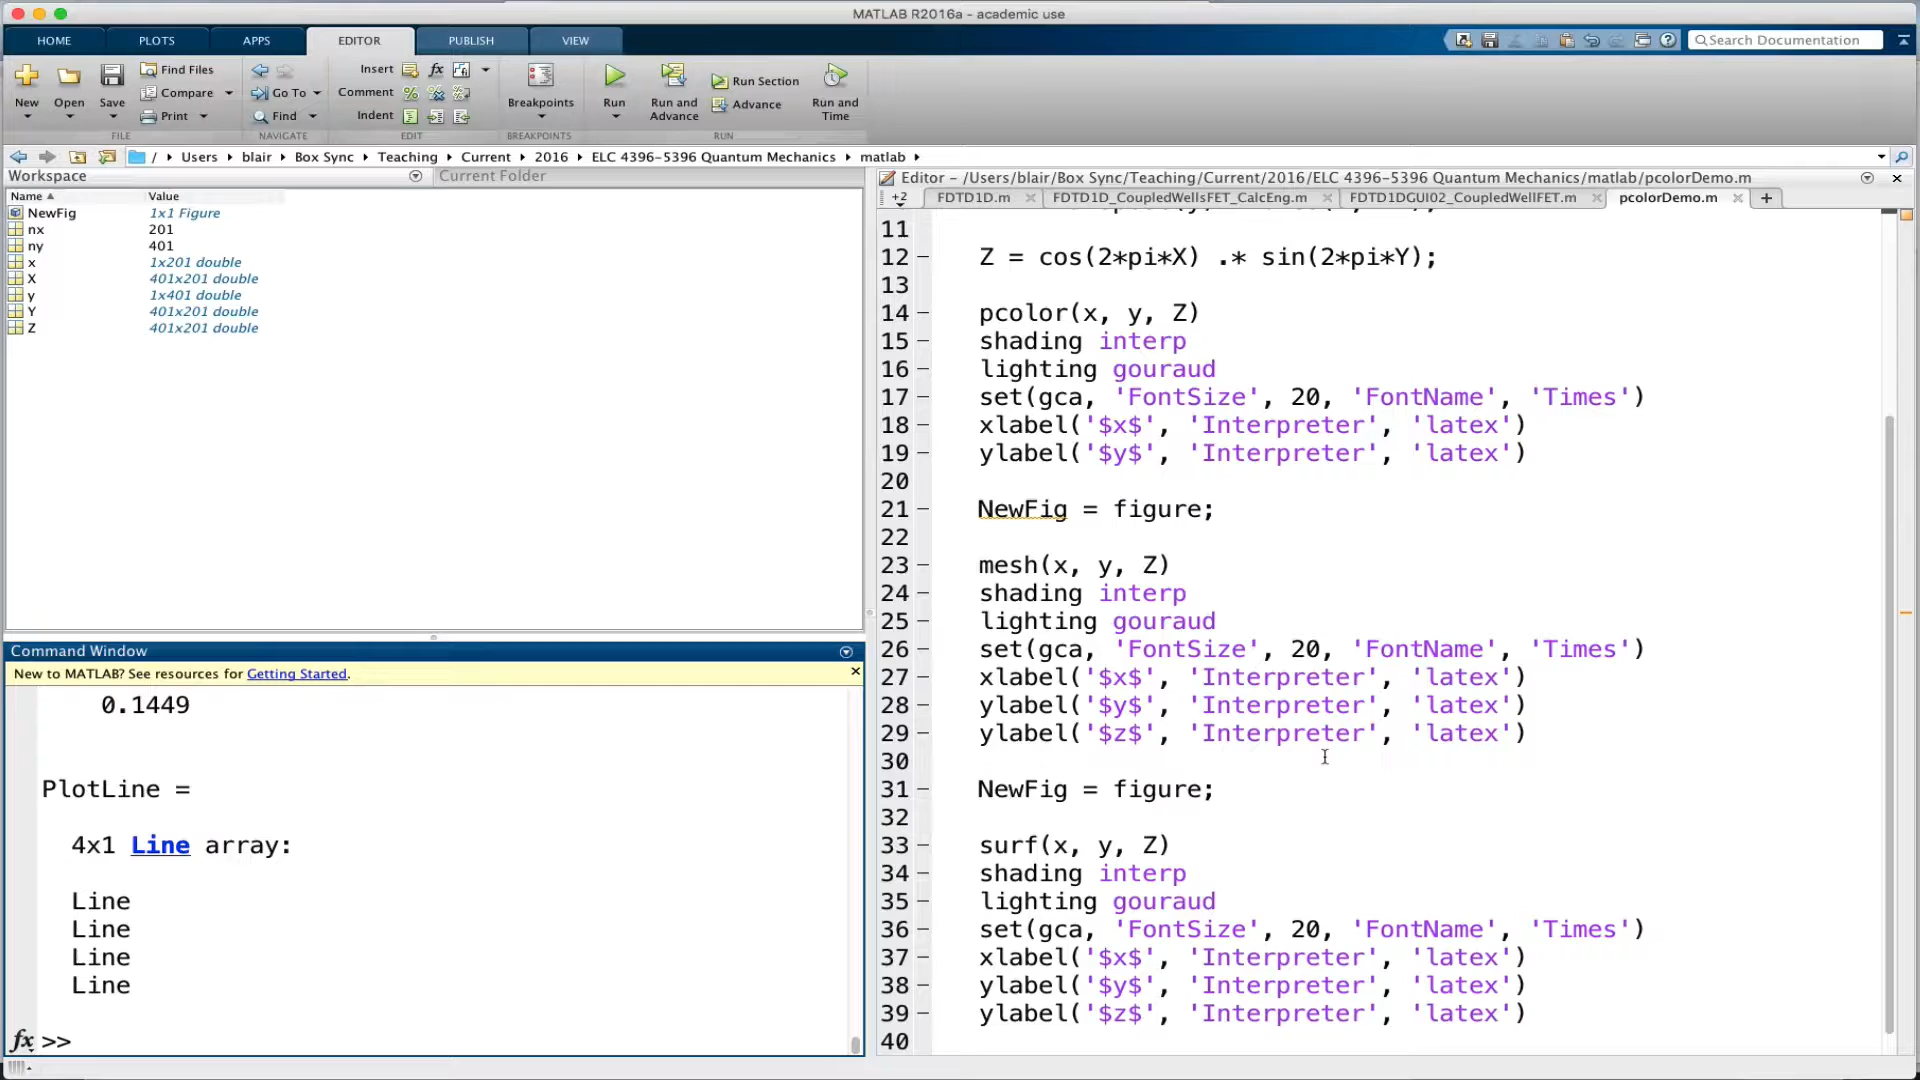 MATLAB R2016a - academic use
HOME PLOTS APPS EDITOR PUBLISH VIEW
Search Documentation
New Open Save Find Files Compare Print
Go To Find
Insert fx Comment Indent
Breakpoints
Run Run and Advance Run Section Advance Run and Time
FILE NAVIGATE EDIT BREAKPOINTS RUN
/ Users blair Box Sync Teaching Current 2016 ELC 4396-5396 Quantum Mechanics matlab
Workspace Current Folder
Name Value
NewFig 1x1 Figure
nx 201
ny 401
x 1x201 double
X 401x201 double
y 1x401 double
Y 401x201 double
Z 401x201 double
Command Window
New to MATLAB? See resources for Getting Started.
0.1449
PlotLine =
4x1 Line array:
Line
Line
Line
Line
fx >>
Editor - /Users/blair/Box Sync/Teaching/Current/2016/ELC 4396-5396 Quantum Mechanics/matlab/pcolorDemo.m
+2 FDTD1D.m FDTD1D_CoupledWellsFET_CalcEng.m FDTD1DGUI02_CoupledWellFET.m pcolorDemo.m
11
12 - Z = cos(2*pi*X) .* sin(2*pi*Y);
13
14 - pcolor(x, y, Z)
15 - shading interp
16 - lighting gouraud
17 - set(gca, 'FontSize', 20, 'FontName', 'Times')
18 - xlabel('$x$', 'Interpreter', 'latex')
19 - ylabel('$y$', 'Interpreter', 'latex')
20
21 - NewFig = figure;
22
23 - mesh(x, y, Z)
24 - shading interp
25 - lighting gouraud
26 - set(gca, 'FontSize', 20, 'FontName', 'Times')
27 - xlabel('$x$', 'Interpreter', 'latex')
28 - ylabel('$y$', 'Interpreter', 'latex')
29 - ylabel('$z$', 'Interpreter', 'latex')
30
31 - NewFig = figure;
32
33 - surf(x, y, Z)
34 - shading interp
35 - lighting gouraud
36 - set(gca, 'FontSize', 20, 'FontName', 'Times')
37 - xlabel('$x$', 'Interpreter', 'latex')
38 - ylabel('$y$', 'Interpreter', 'latex')
39 - ylabel('$z$', 'Interpreter', 'latex')
40